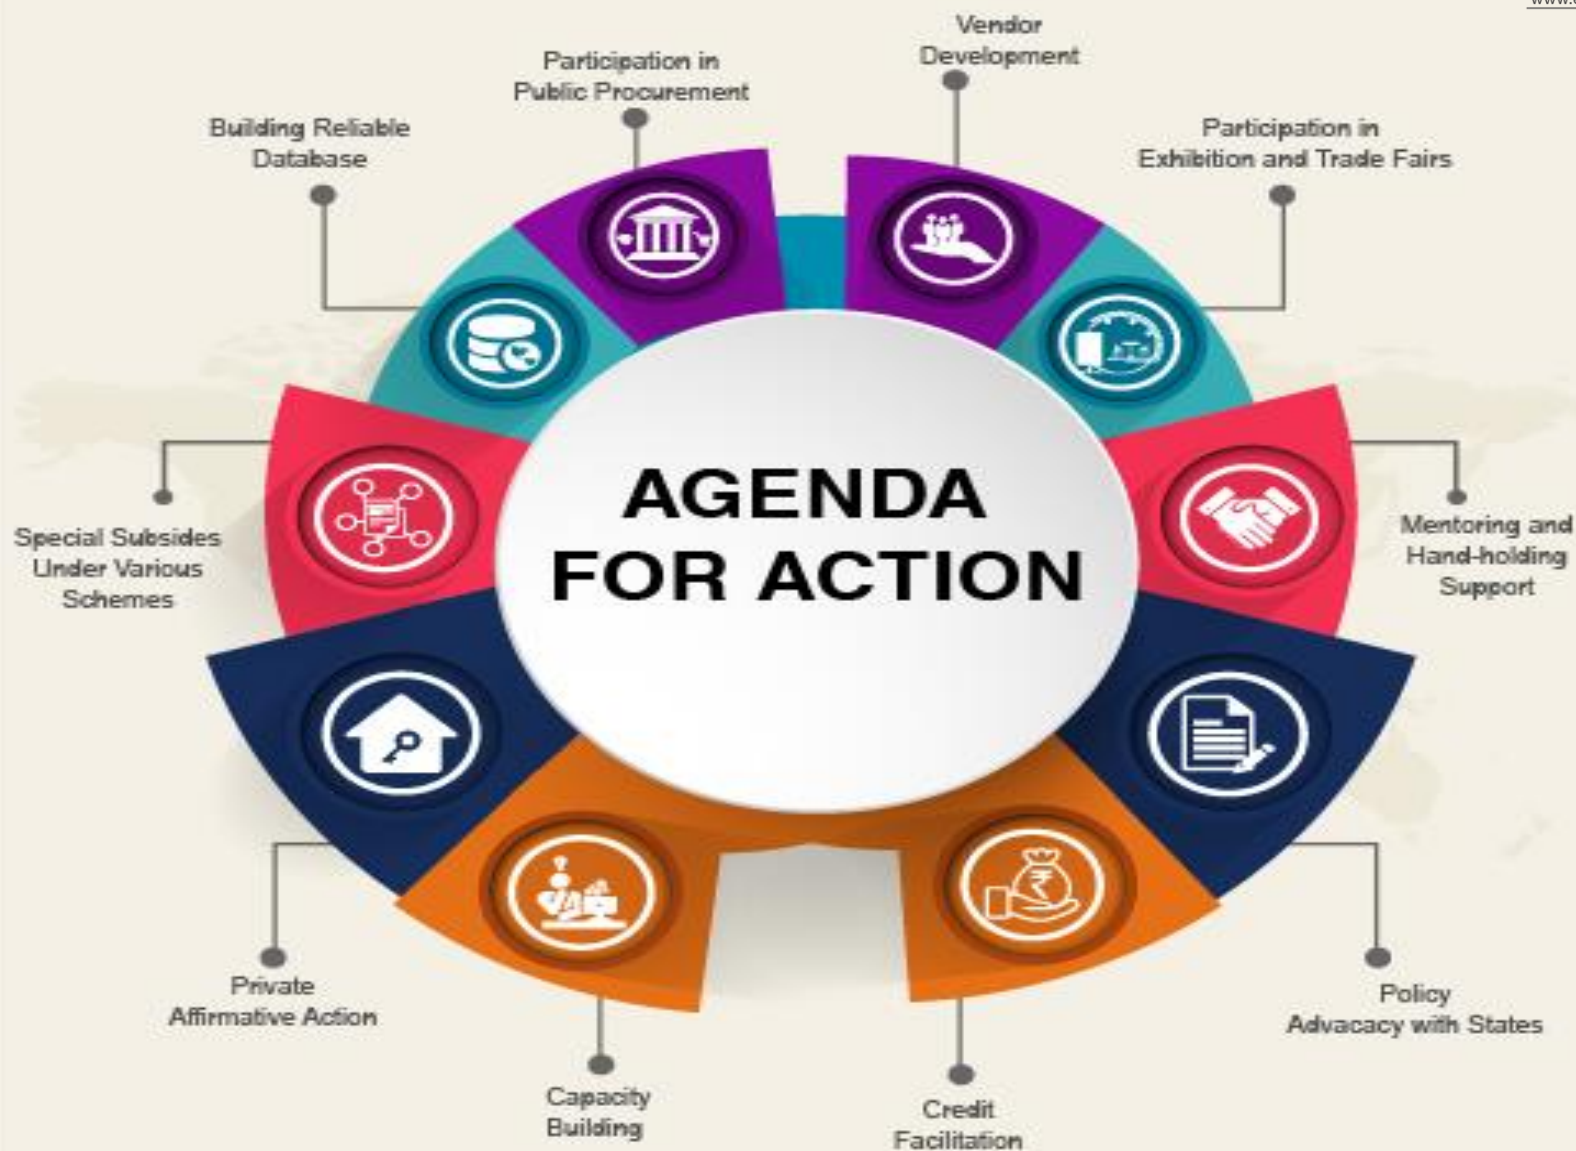 Vendor
Development
Participation in
Public Procurement
Building Reliable
Database
Participation in
Exhibition and Trade Fairs
AGENDA
FOR ACTION
Special Subsides
Under Various
Schemes
Mentoring and
Hand-holding
Support
Private
Affirmative Action
Policy
Advacacy with States
Capacity
Building
Credit
Facilitation
₹